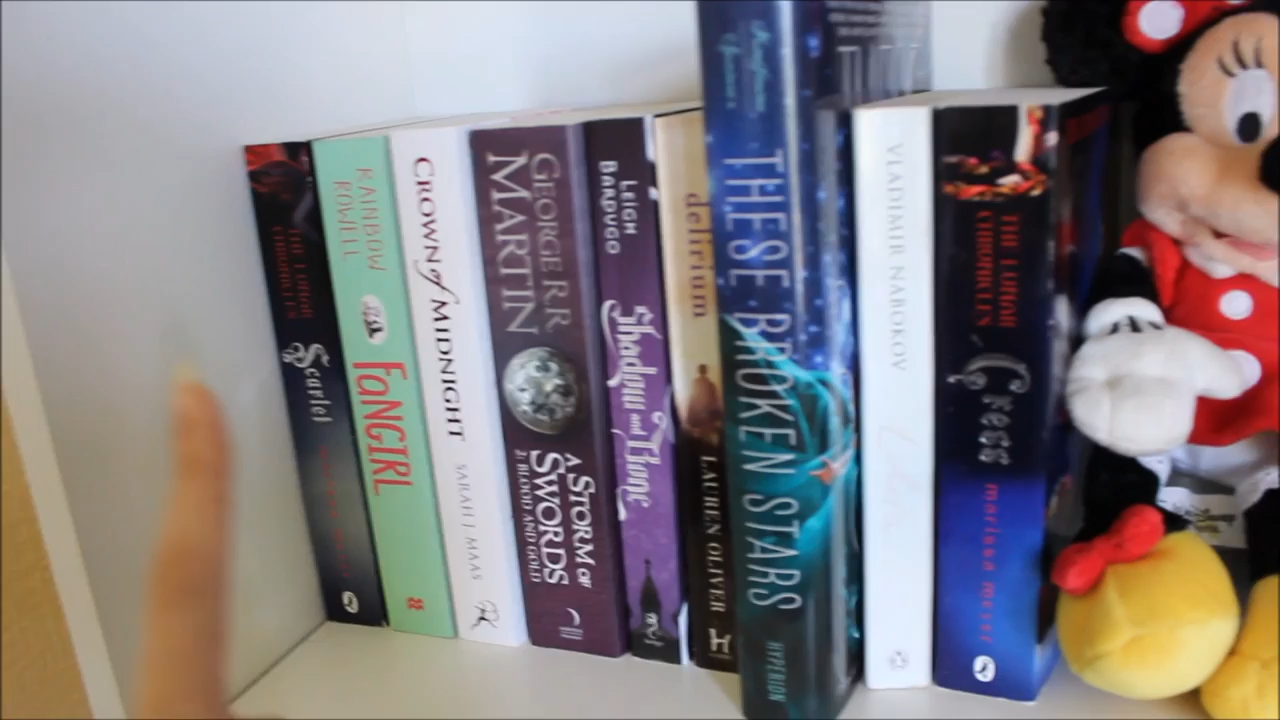 THE LUNAR
CHRONICLES
Scarlet
RAINBOW
ROWELL
FANGIRL
CROWN of MIDNIGHT
SARAH J MAAS
GEORGE R.R.
MARTIN
A STORM OF
SWORDS
2: BLOOD AND GOLD
LEIGH
BARDUGO
Shadow and Bone
delirium
LAUREN OLIVER
H
THESE BROKEN STARS
HYPERION
VLADIMIR NABOKOV
THE LUNAR
CHRONICLES
Cress
marissa meyer